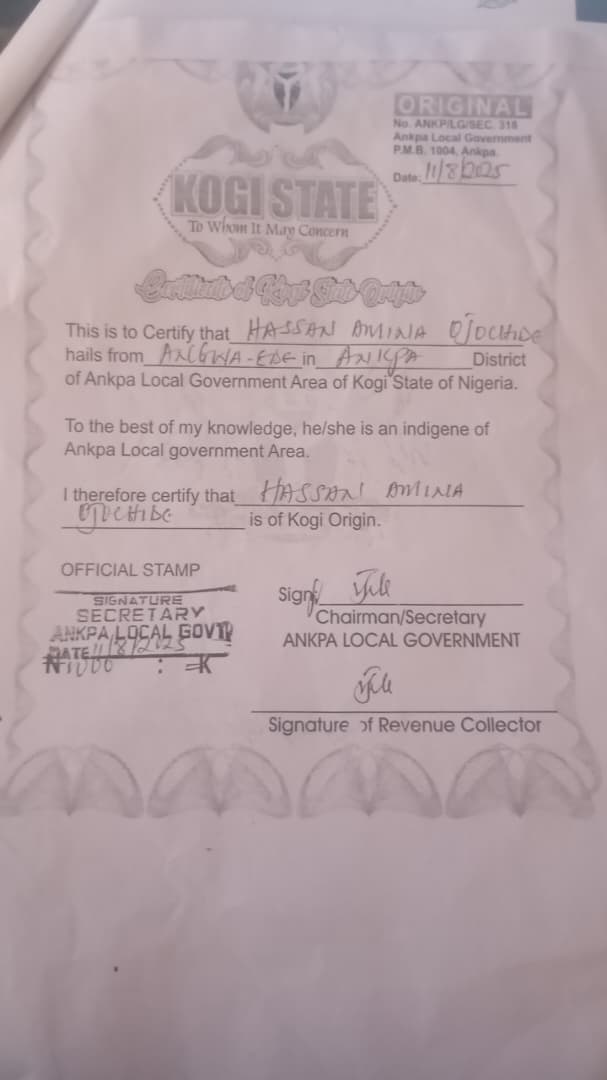 ORIGINAL
No. ANKP/LG/SEC. 318
Ankpa Local Government
P.M.B. 1004, Ankpa.
Date: 11/8/2025
KOGI STATE
To Whom It May Concern
Certificate of Kogi State Origin
This is to Certify that HASSAN AMINA OJOCHIDE
hails from ANGWA-EDE in ANKPA District
of Ankpa Local Government Area of Kogi State of Nigeria.
To the best of my knowledge, he/she is an indigene of
Ankpa Local government Area.
I therefore certify that HASSAN AMINA
OJOCHIDE is of Kogi Origin.
OFFICIAL STAMP
SIGNATURE
SECRETARY
ANKPA LOCAL GOVT
DATE 11/8/2025
₦1000 : =K
Sign
Chairman/Secretary
ANKPA LOCAL GOVERNMENT
Signature of Revenue Collector